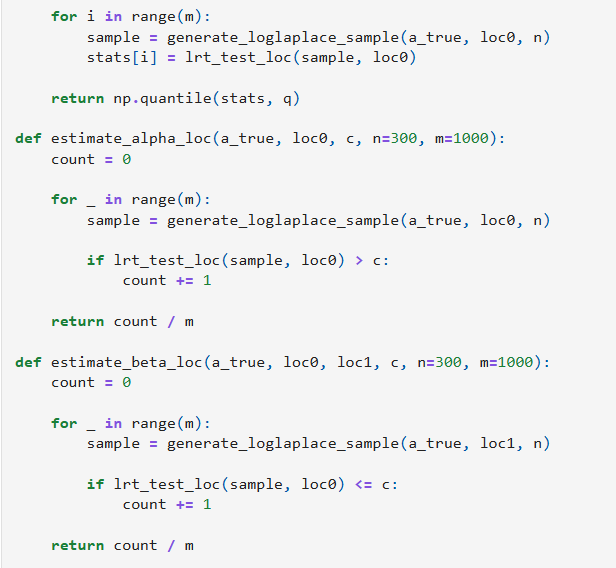 for i in range(m):
        sample = generate_loglaplace_sample(a_true, loc0, n)
        stats[i] = lrt_test_loc(sample, loc0)

    return np.quantile(stats, q)

def estimate_alpha_loc(a_true, loc0, c, n=300, m=1000):
    count = 0

    for _ in range(m):
        sample = generate_loglaplace_sample(a_true, loc0, n)

        if lrt_test_loc(sample, loc0) > c:
            count += 1

    return count / m

def estimate_beta_loc(a_true, loc0, loc1, c, n=300, m=1000):
    count = 0

    for _ in range(m):
        sample = generate_loglaplace_sample(a_true, loc1, n)

        if lrt_test_loc(sample, loc0) <= c:
            count += 1

    return count / m